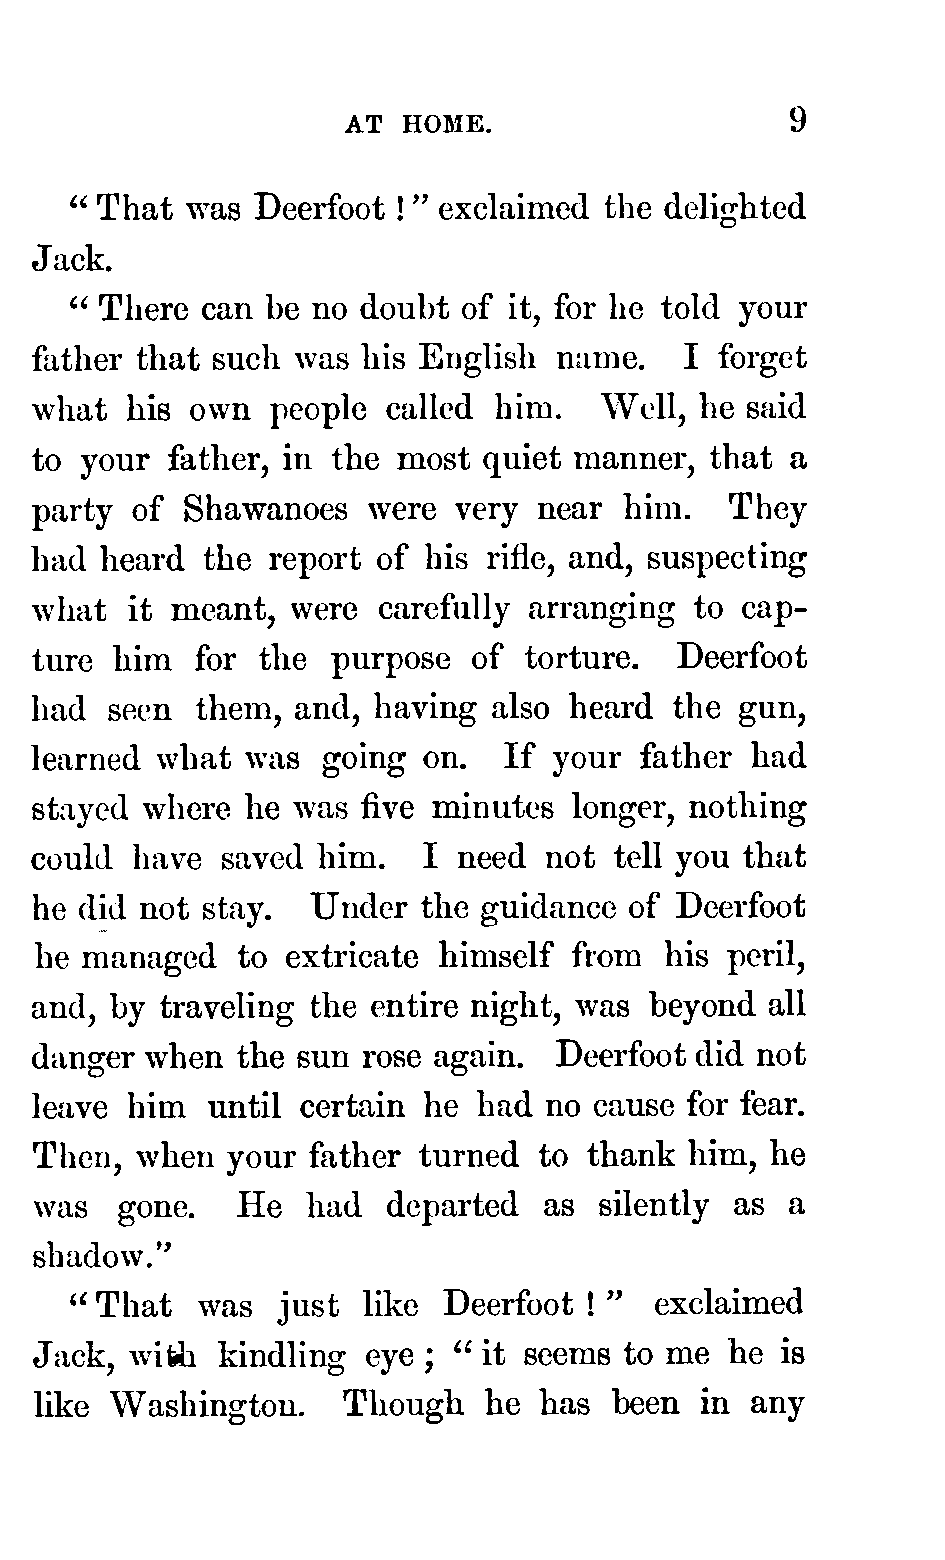 AT HOME. 9
"That was Deerfoot!" exclaimed the delighted
Jack.
"There can be no doubt of it, for he told your
father that such was his English name. I forget
what his own people called him. Well, he said
to your father, in the most quiet manner, that a
party of Shawanoes were very near him. They
had heard the report of his rifle, and, suspecting
what it meant, were carefully arranging to cap-
ture him for the purpose of torture. Deerfoot
had seen them, and, having also heard the gun,
learned what was going on. If your father had
stayed where he was five minutes longer, nothing
could have saved him. I need not tell you that
he did not stay. Under the guidance of Deerfoot
he managed to extricate himself from his peril,
and, by traveling the entire night, was beyond all
danger when the sun rose again. Deerfoot did not
leave him until certain he had no cause for fear.
Then, when your father turned to thank him, he
was gone. He had departed as silently as a
shadow."
"That was just like Deerfoot!" exclaimed
Jack, with kindling eye; "it seems to me he is
like Washington. Though he has been in any